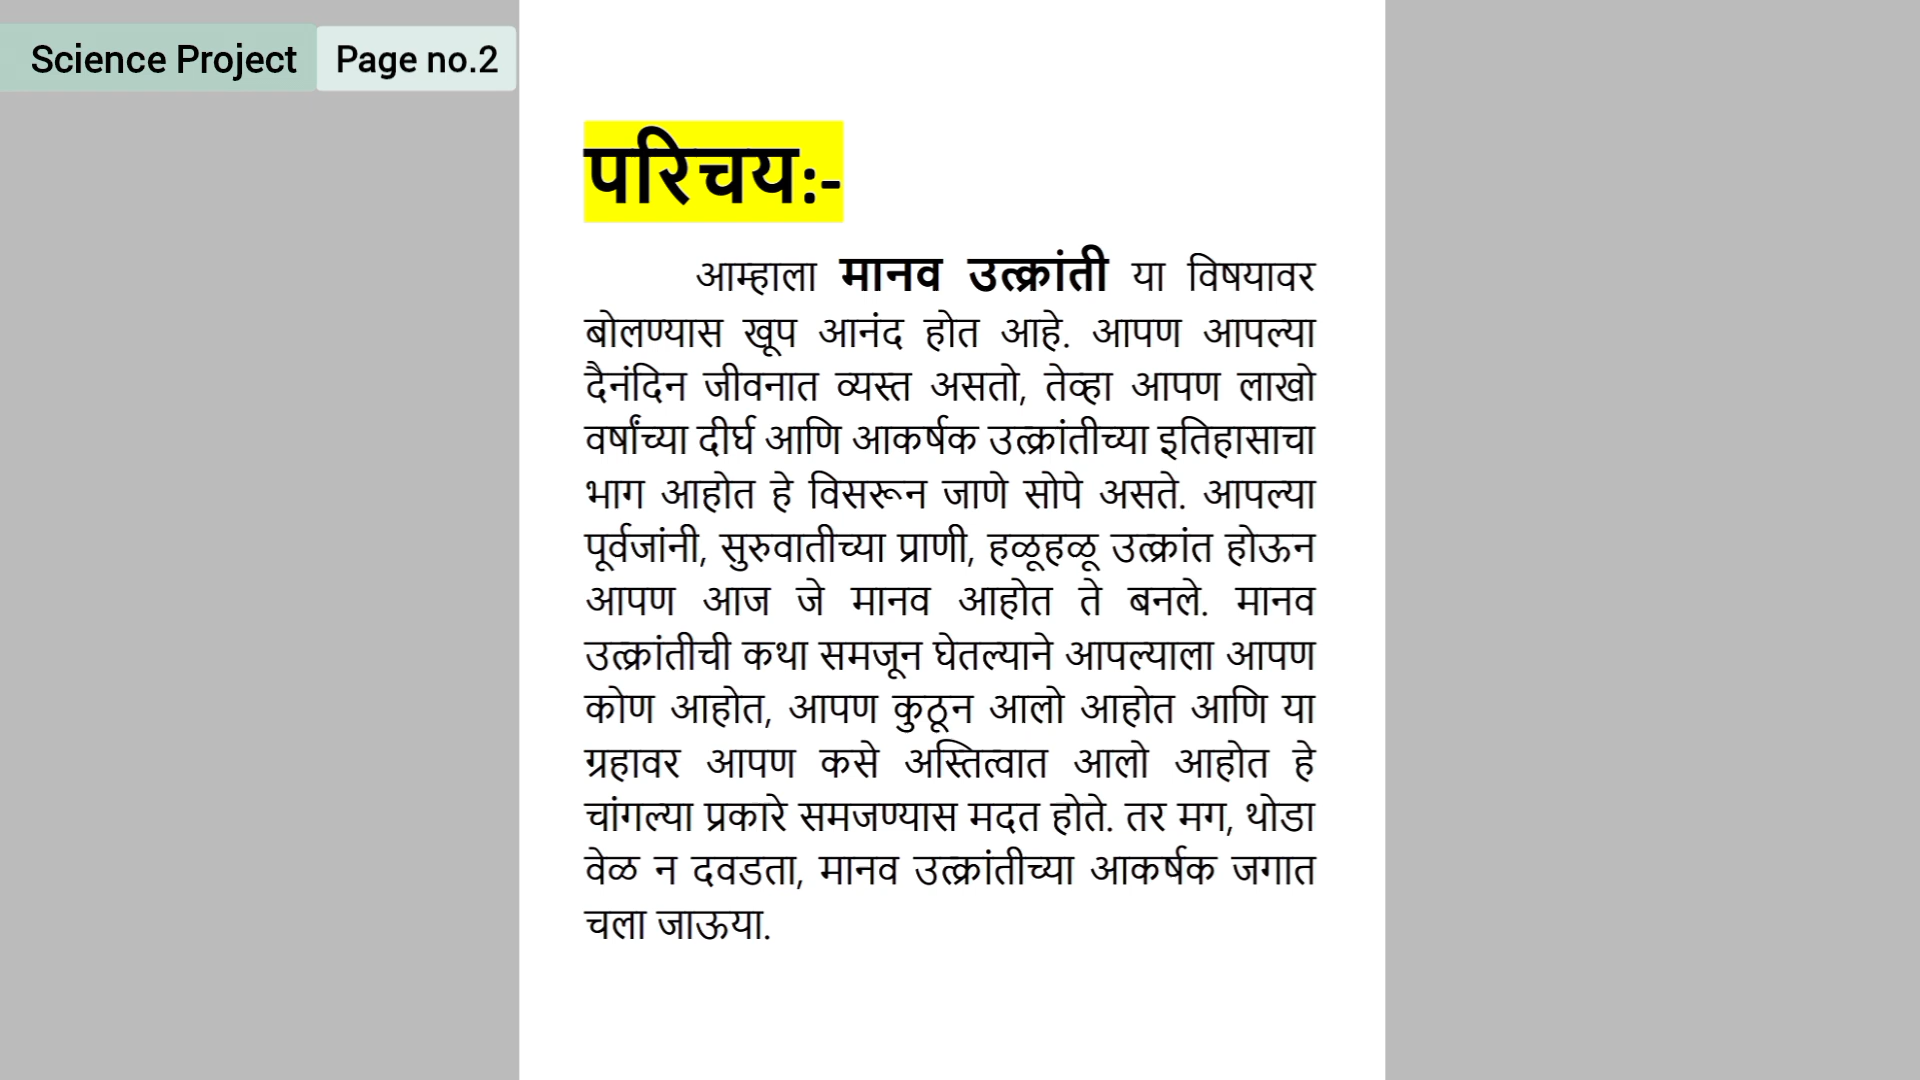 Science Project Page no.2
परिचय:-
आम्हाला मानव उत्क्रांती या विषयावर
बोलण्यास खूप आनंद होत आहे. आपण आपल्या
दैनंदिन जीवनात व्यस्त असतो, तेव्हा आपण लाखो
वर्षांच्या दीर्घ आणि आकर्षक उत्क्रांतीच्या इतिहासाचा
भाग आहोत हे विसरून जाणे सोपे असते. आपल्या
पूर्वजांनी, सुरुवातीच्या प्राणी, हळूहळू उत्क्रांत होऊन
आपण आज जे मानव आहोत ते बनले. मानव
उत्क्रांतीची कथा समजून घेतल्याने आपल्याला आपण
कोण आहोत, आपण कुठून आलो आहोत आणि या
ग्रहावर आपण कसे अस्तित्वात आलो आहोत हे
चांगल्या प्रकारे समजण्यास मदत होते. तर मग, थोडा
वेळ न दवडता, मानव उत्क्रांतीच्या आकर्षक जगात
चला जाऊया.